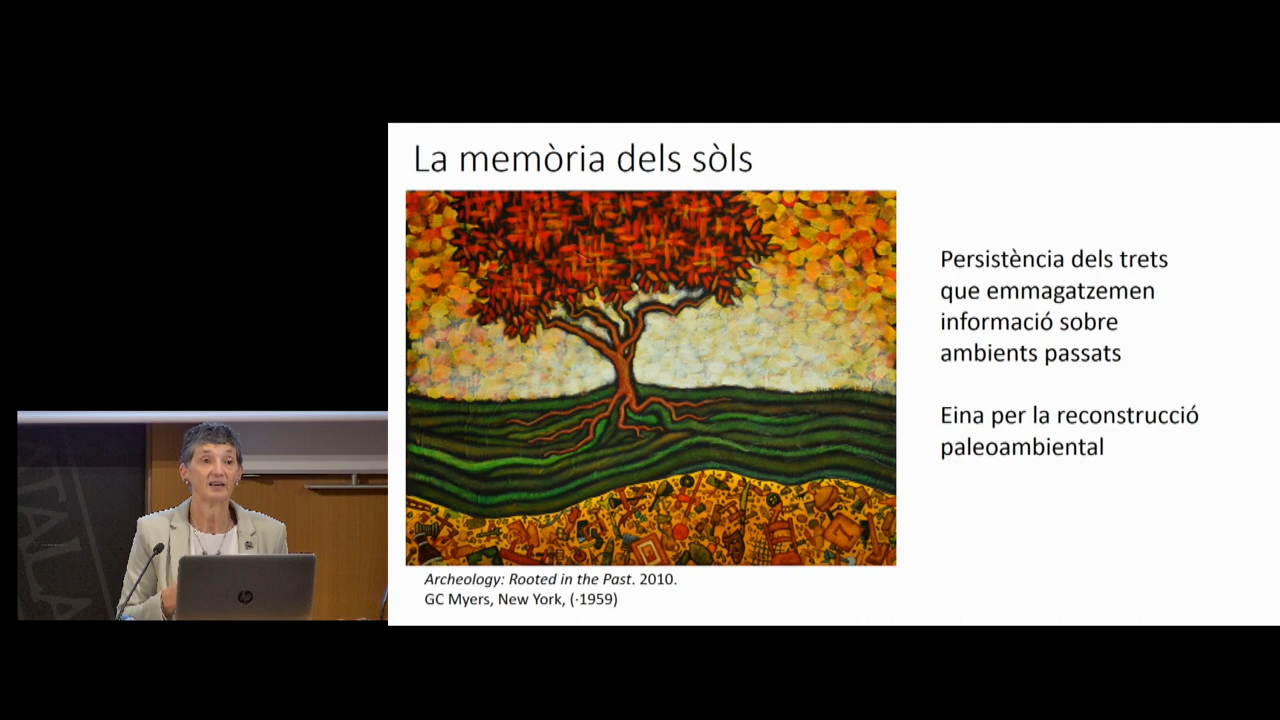 La memòria dels sòls
Persistència dels trets
que emmagatzemen
informació sobre
ambients passats
Eina per la reconstrucció
paleoambiental
Archeology: Rooted in the Past. 2010.
GC Myers, New York, (·1959)
hp